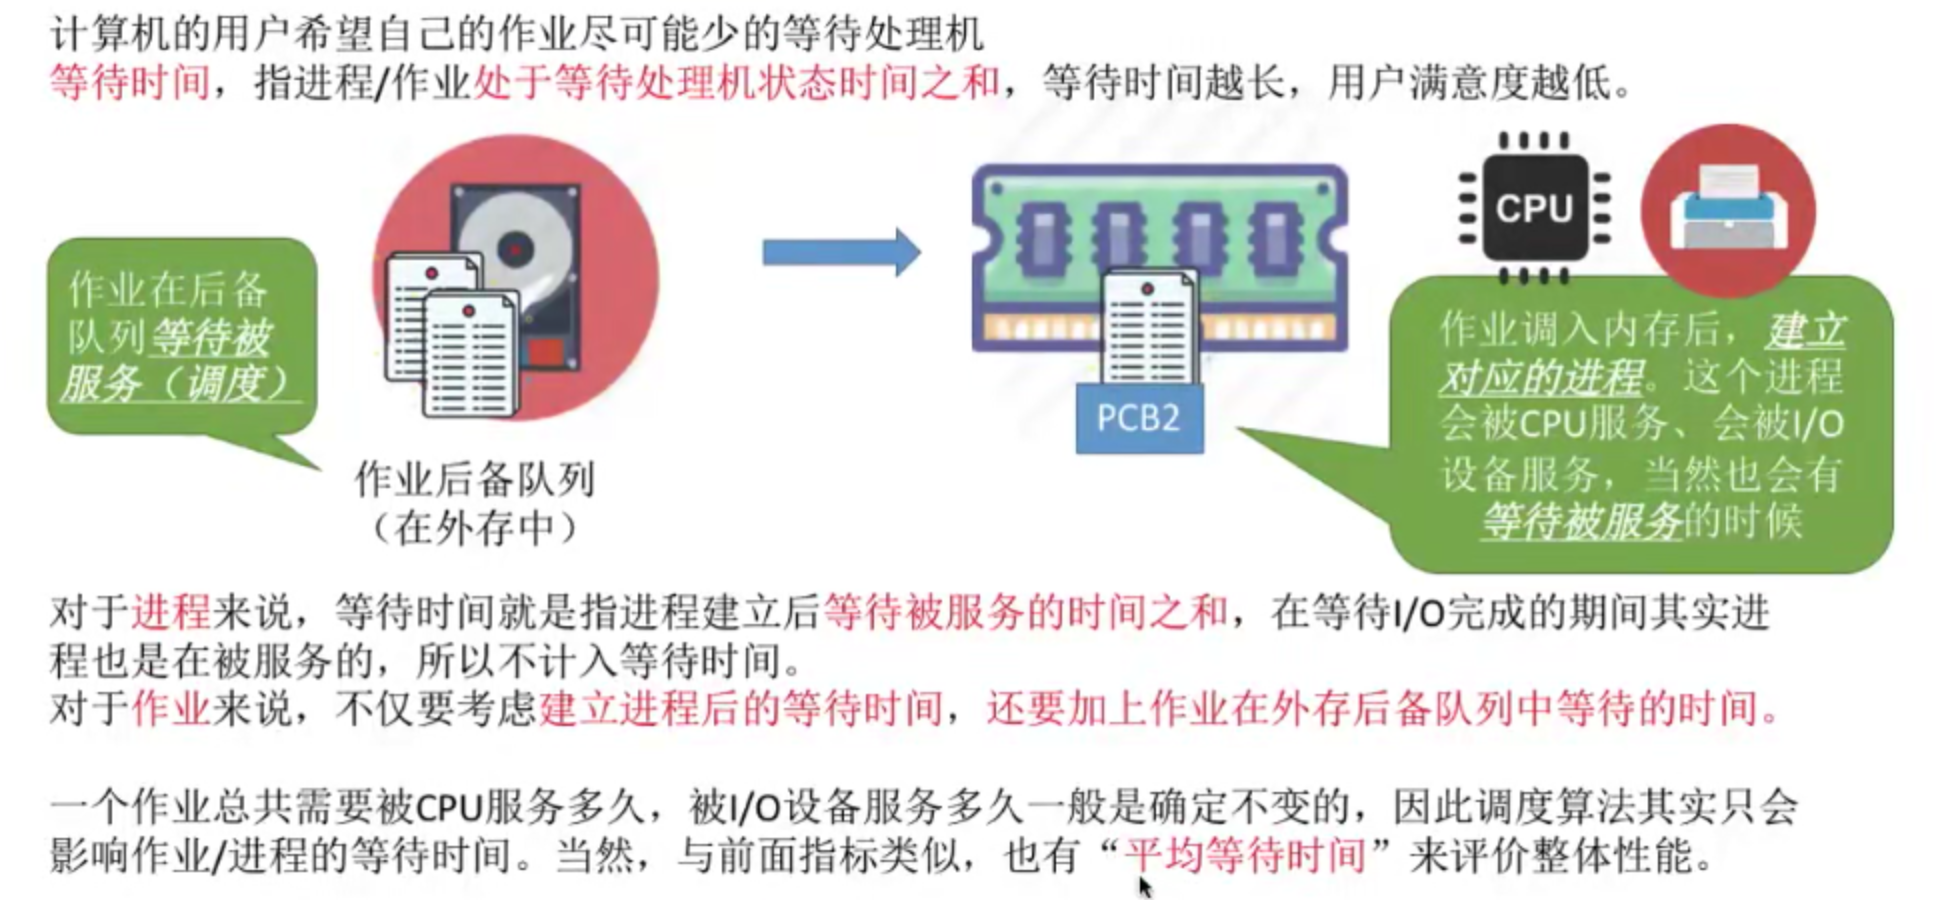 计算机的用户希望自己的作业尽可能少的等待处理机
等待时间，指进程/作业处于等待处理机状态时间之和，等待时间越长，用户满意度越低。
作业在后备
队列等待被
服务（调度）
作业后备队列
（在外存中）
PCB2
CPU
作业调入内存后，建立
对应的进程。这个进程
会被CPU服务、会被I/O
设备服务，当然也会有
等待被服务的时候
对于进程来说，等待时间就是指进程建立后等待被服务的时间之和，在等待I/O完成的期间其实进
程也是在被服务的，所以不计入等待时间。
对于作业来说，不仅要考虑建立进程后的等待时间，还要加上作业在外存后备队列中等待的时间。
一个作业总共需要被CPU服务多久，被I/O设备服务多久一般是确定不变的，因此调度算法其实只会
影响作业/进程的等待时间。当然，与前面指标类似，也有“平均等待时间”来评价整体性能。